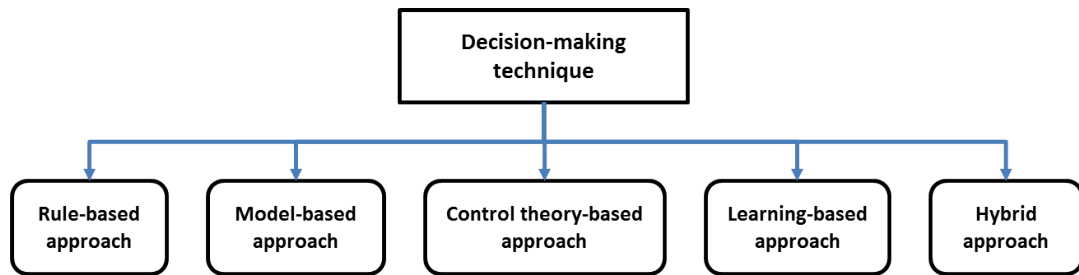 Decision-making
technique
Rule-based
approach
Model-based
approach
Control theory-based
approach
Learning-based
approach
Hybrid
approach